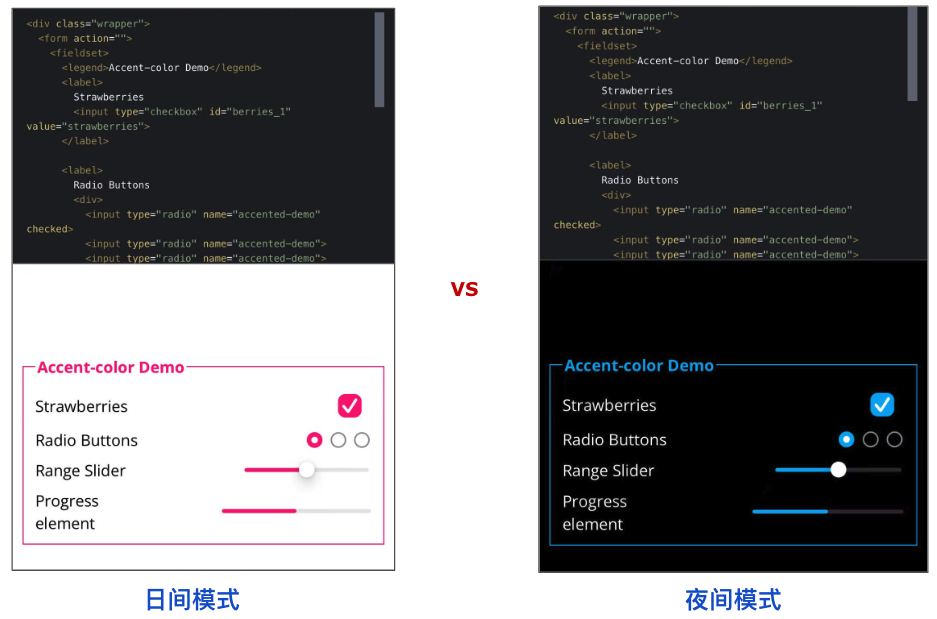 <div class="wrapper">
<form action="">
<fieldset>
<legend>Accent-color Demo</legend>
<label>
Strawberries
<input type="checkbox" id="berries_1"
value="strawberries">
</label>
<label>
Radio Buttons
<div>
<input type="radio" name="accented-demo"
checked>
<input type="radio" name="accented-demo">
<input type="radio" name="accented-demo">
Accent-color Demo
Strawberries
Radio Buttons
Range Slider
Progress
element
日间模式
vs
<div class="wrapper">
<form action="">
<fieldset>
<legend>Accent-color Demo</legend>
<label>
Strawberries
<input type="checkbox" id="berries_1"
value="strawberries">
</label>
<label>
Radio Buttons
<div>
<input type="radio" name="accented-demo"
checked>
<input type="radio" name="accented-demo">
<input type="radio" name="accented-demo">
Accent-color Demo
Strawberries
Radio Buttons
Range Slider
Progress
element
夜间模式